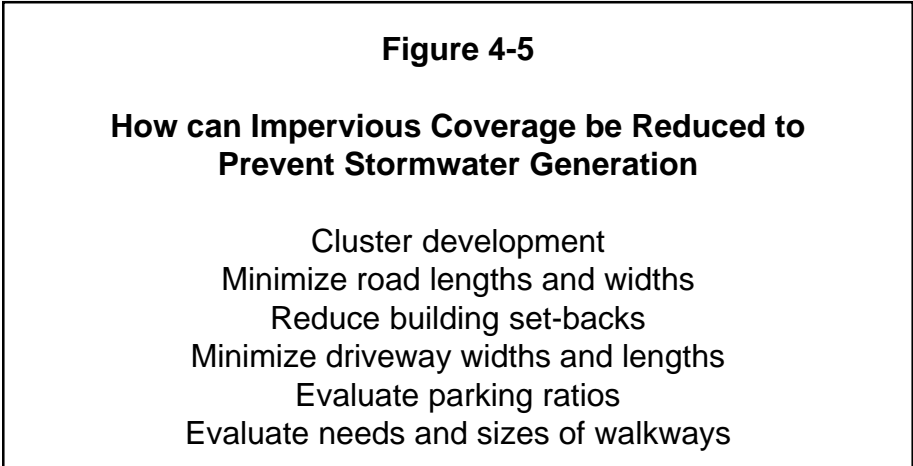 Figure 4-5
How can Impervious Coverage be Reduced to
Prevent Stormwater Generation
Cluster development
Minimize road lengths and widths
Reduce building set-backs
Minimize driveway widths and lengths
Evaluate parking ratios
Evaluate needs and sizes of walkways